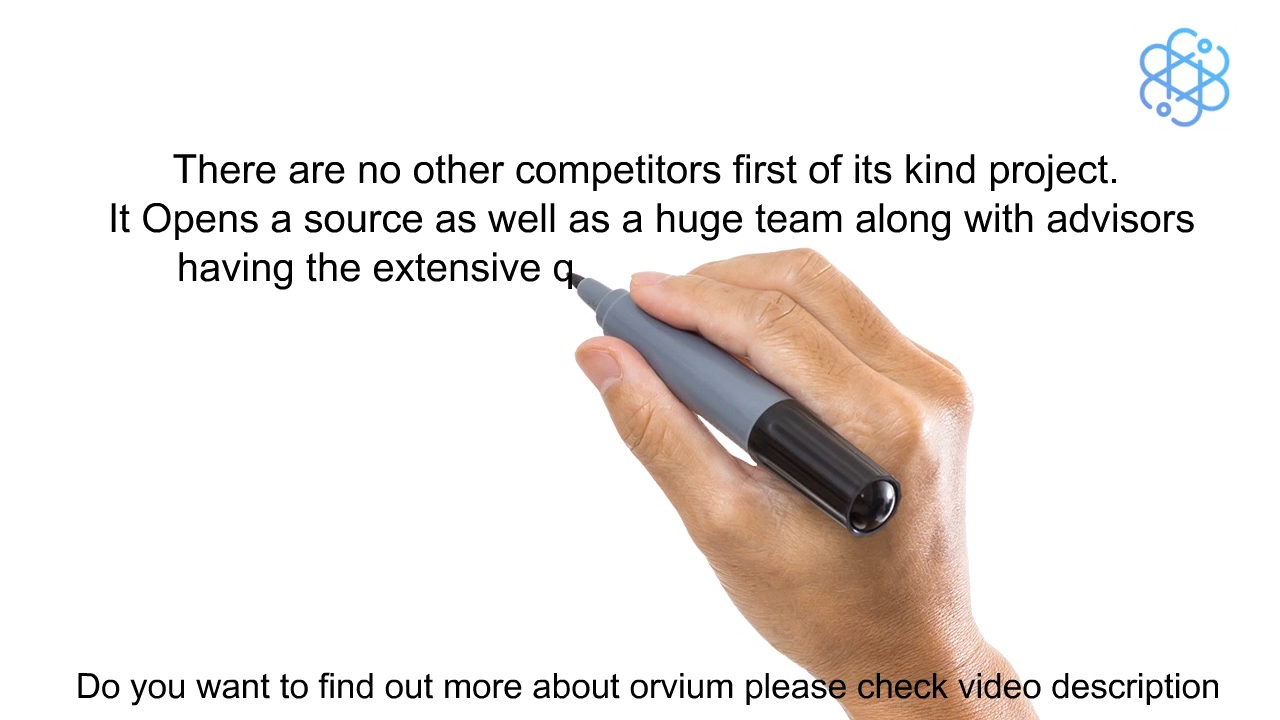 There are no other competitors first of its kind project.
It Opens a source as well as a huge team along with advisors
having the extensive q
Do you want to find out more about orvium please check video description